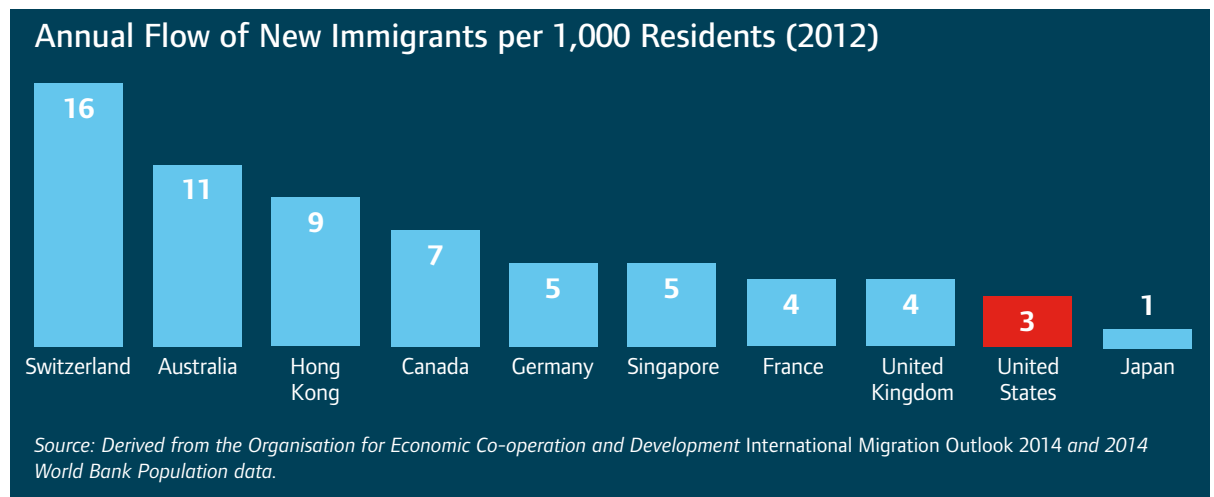 Annual Flow of New Immigrants per 1,000 Residents (2012)
16
11
9
7
5
5
4
4
3
1
Switzerland
Australia
Hong
Kong
Canada
Germany
Singapore
France
United
Kingdom
United
States
Japan
Source: Derived from the Organisation for Economic Co-operation and Development International Migration Outlook 2014 and 2014
World Bank Population data.